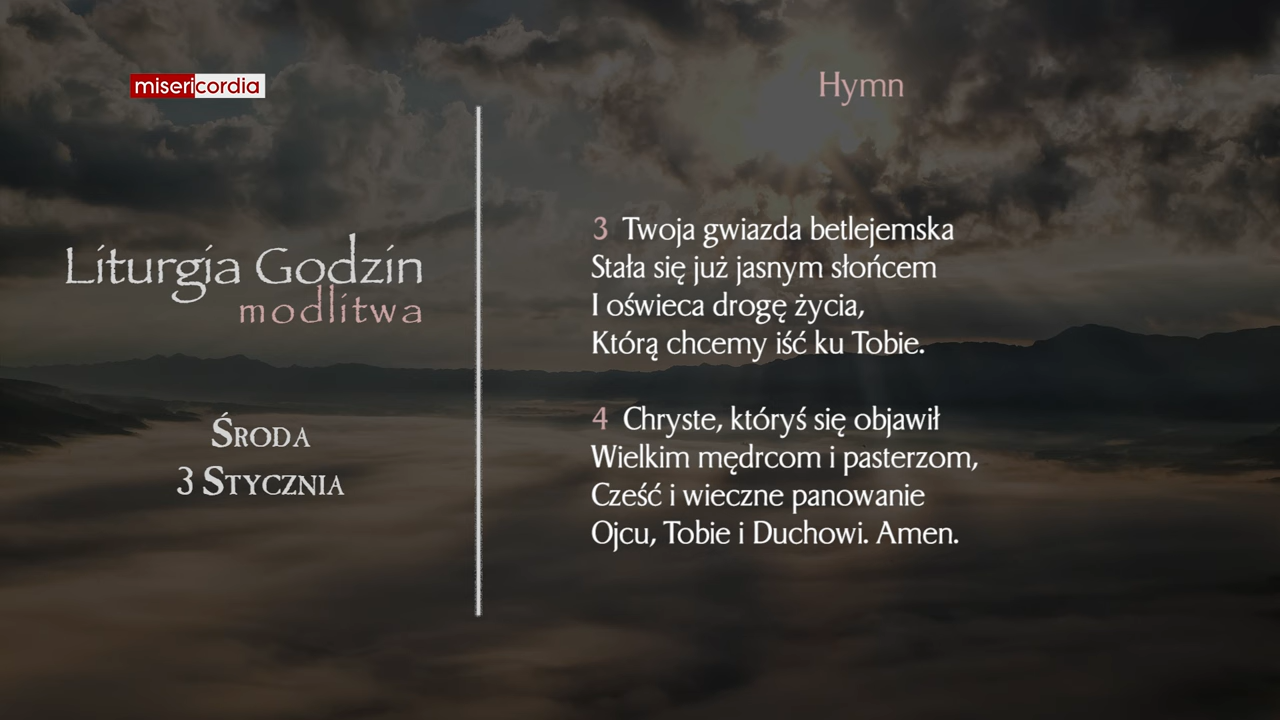 misericordia
Liturgia Godzin
modlitwa
Środa
3 Stycznia
Hymn
3 Twoja gwiazda betlejemska
Stała się już jasnym słońcem
I oświeca drogę życia,
Którą chcemy iść ku Tobie.
4 Chryste, któryś się objawił
Wielkim mędrcom i pasterzom,
Cześć i wieczne panowanie
Ojcu, Tobie i Duchowi. Amen.